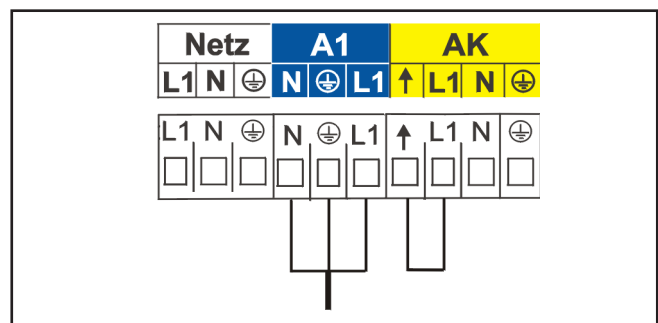 Netz A1 AK
L1 N ⏚ N ⏚ L1 ↑ L1 N ⏚
L1 N ⏚ N ⏚ L1 ↑ L1 N ⏚